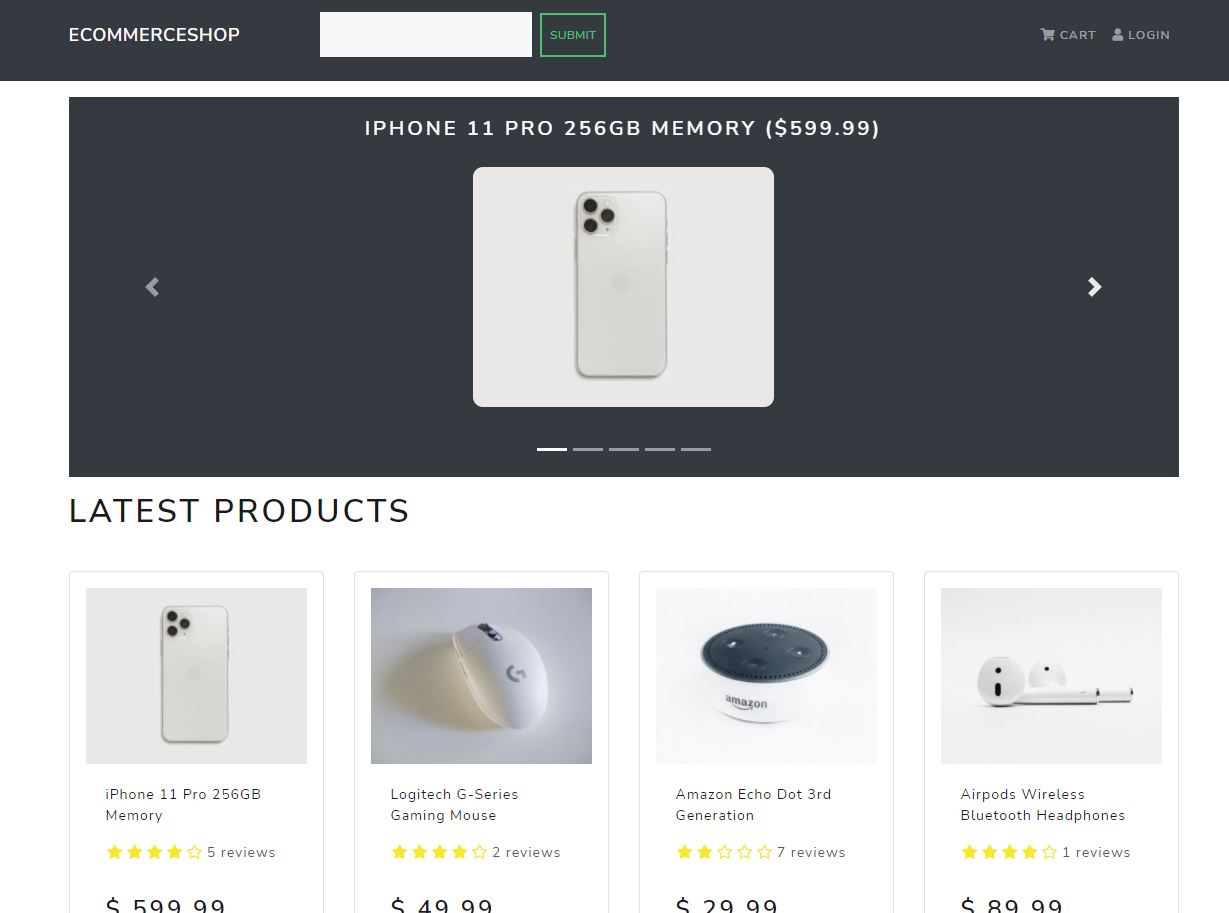 ECOMMERCESHOP
SUBMIT
CART
LOGIN
IPHONE 11 PRO 256GB MEMORY ($599.99)
LATEST PRODUCTS
amazon
iPhone 11 Pro 256GB
Memory
5 reviews
$ 599.99
Logitech G-Series
Gaming Mouse
2 reviews
$ 49.99
Amazon Echo Dot 3rd
Generation
7 reviews
$ 29.99
Airpods Wireless
Bluetooth Headphones
1 reviews
$ 89.99